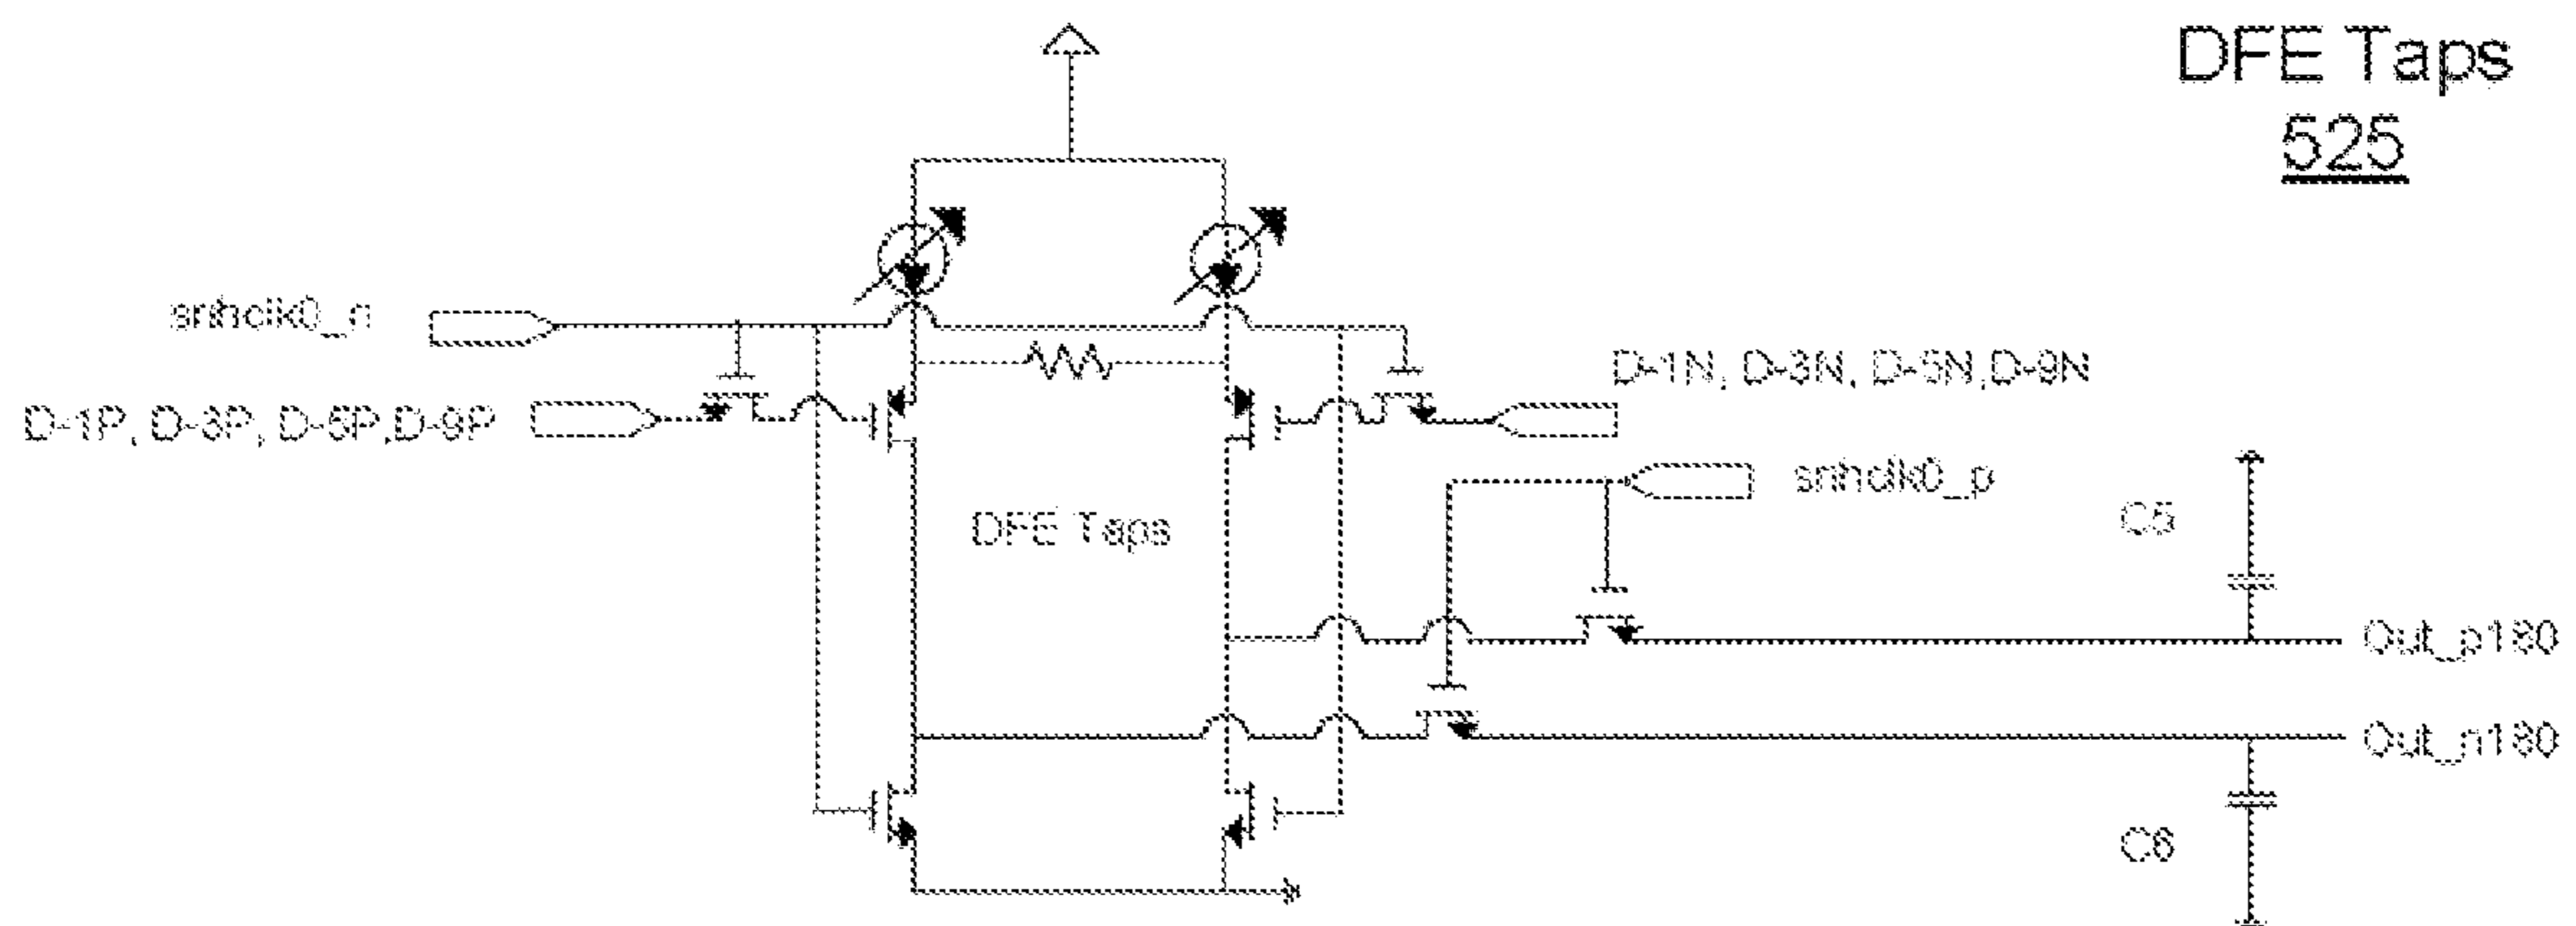 DFE Taps
525
snhclk0_n
D-1N, D-3N, D-5N,D-9N
D-1P, D-3P, D-5P,D-9P
snhclk0_p
C5
DFE Taps
Out_p180
Out_n180
C6